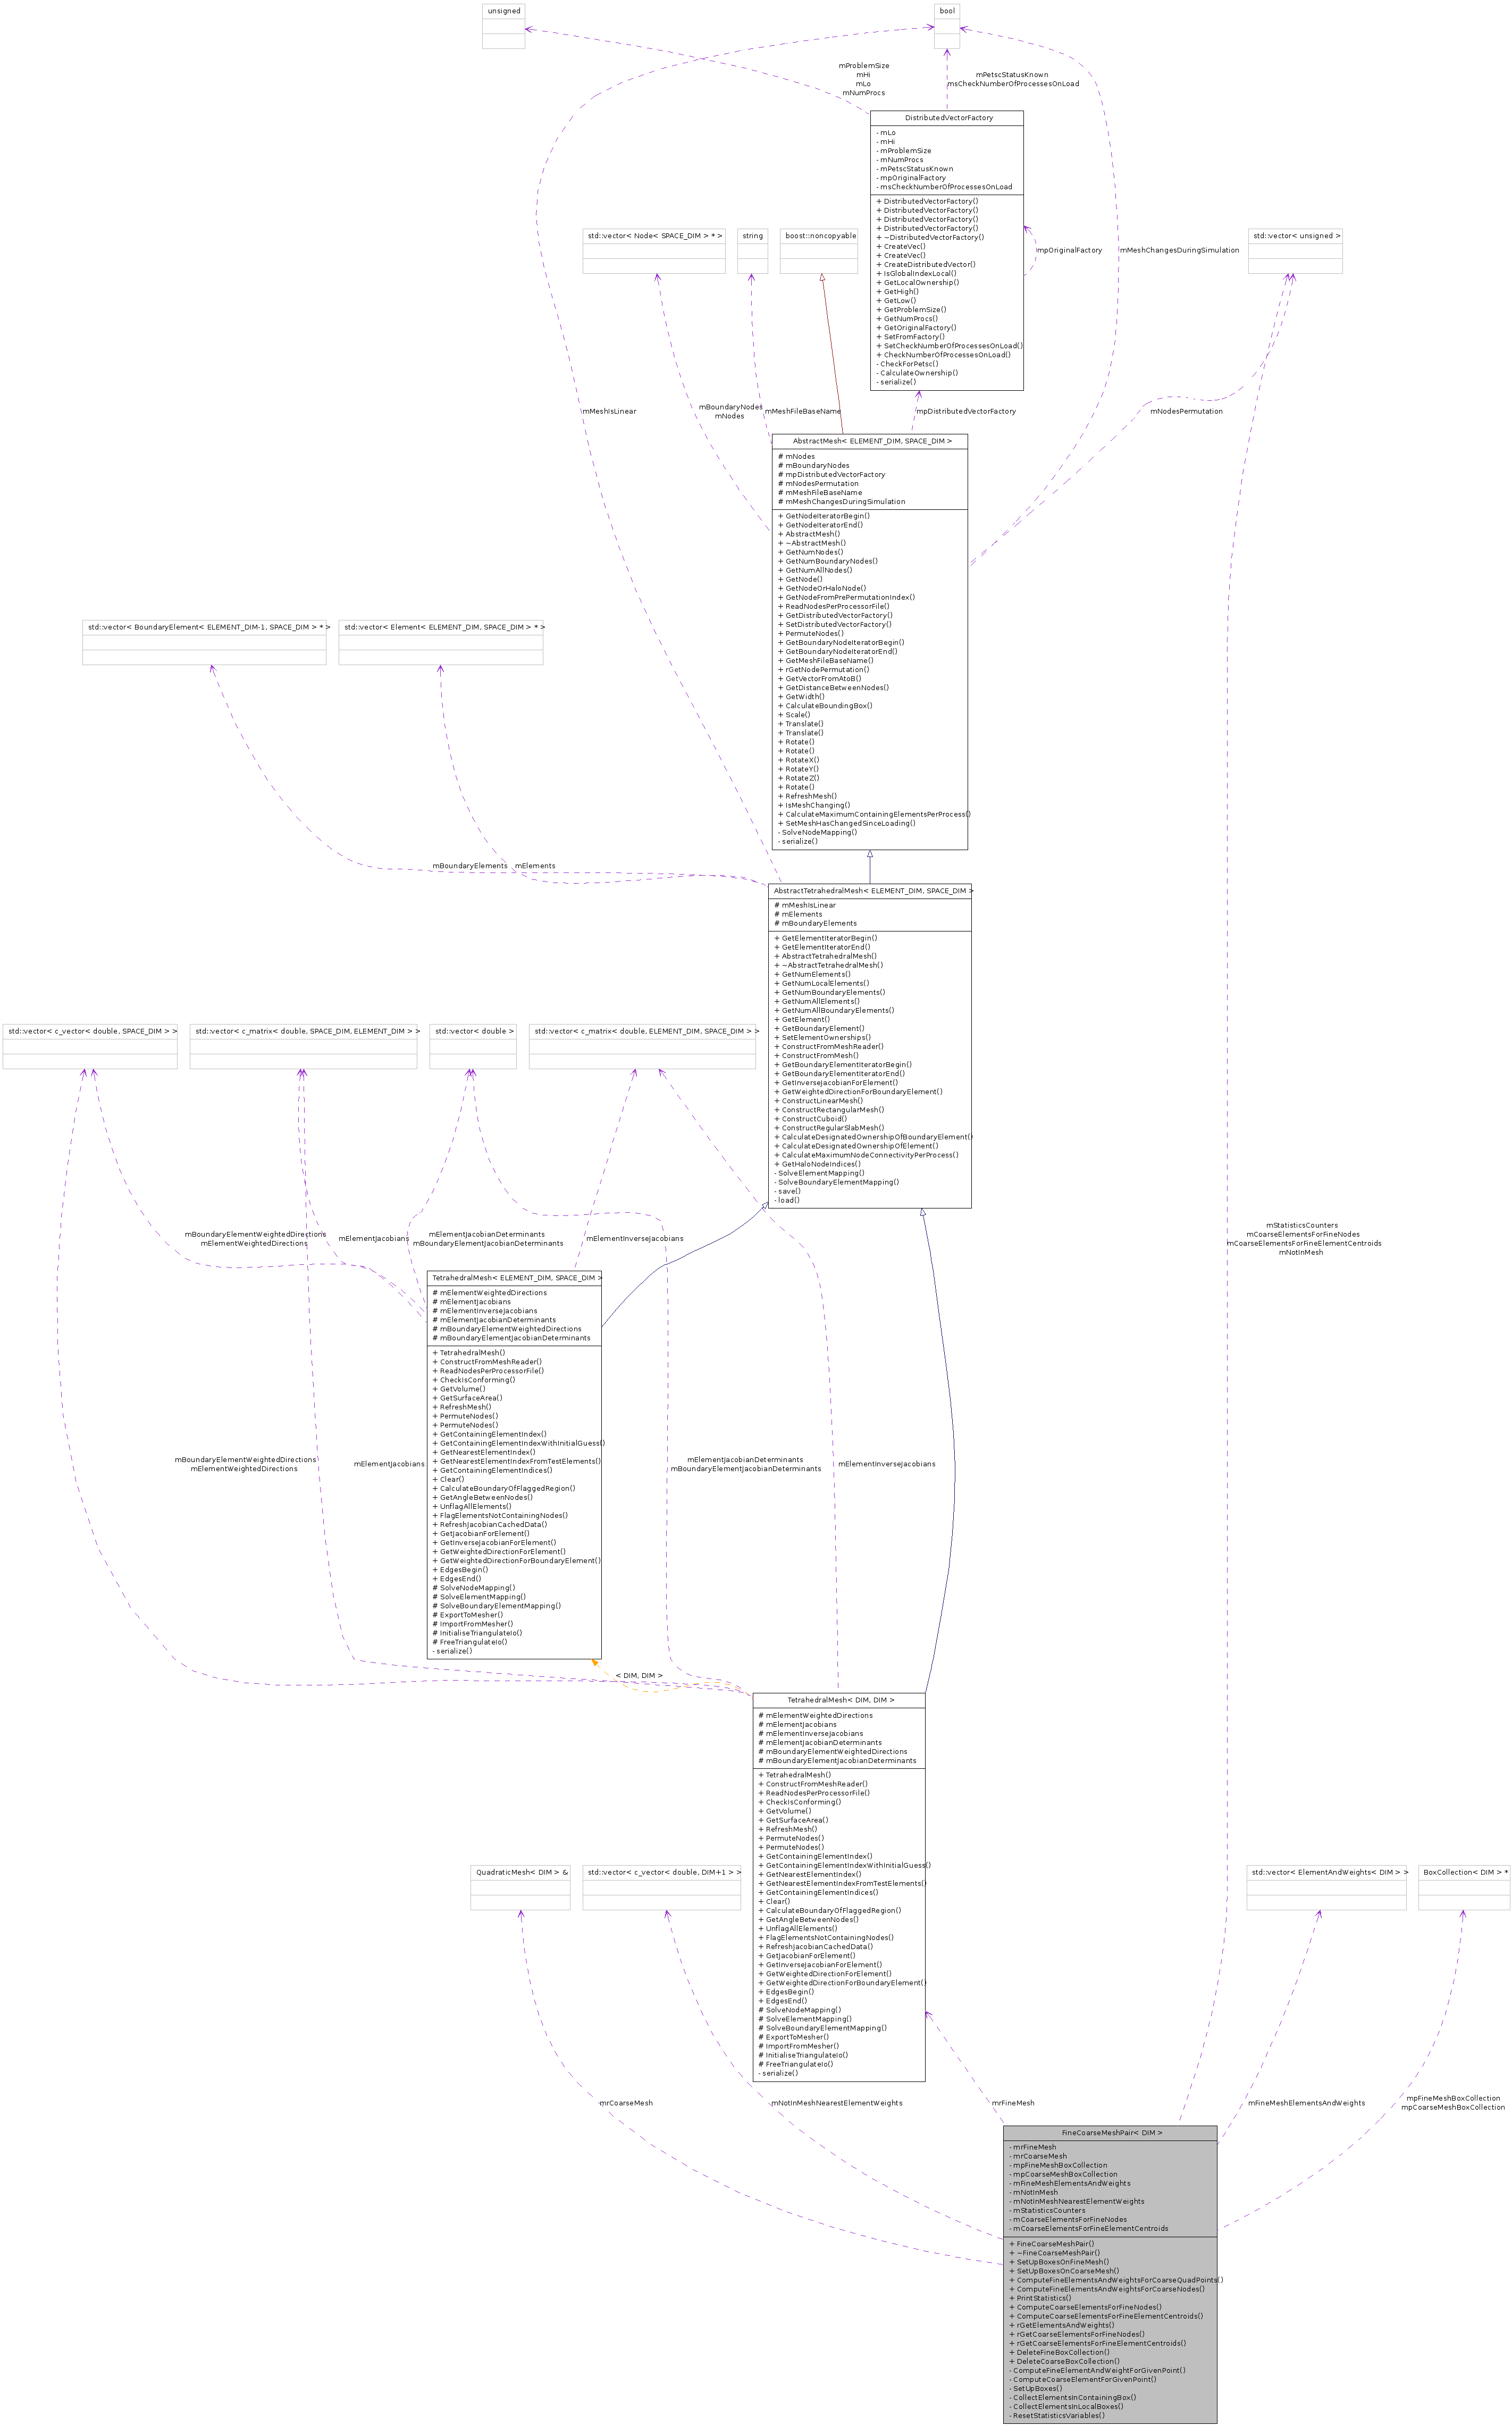 unsigned
bool
mProblemSize
mHi
mLo
mNumProcs
mPetscStatusKnown
msCheckNumberOfProcessesOnLoad
DistributedVectorFactory
- mLo
- mHi
- mProblemSize
- mNumProcs
- mPetscStatusKnown
- mpOriginalFactory
- msCheckNumberOfProcessesOnLoad
+ DistributedVectorFactory()
+ DistributedVectorFactory()
+ DistributedVectorFactory()
+ DistributedVectorFactory()
+ ~DistributedVectorFactory()
+ CreateVec()
+ CreateVec()
+ CreateDistributedVector()
+ IsGlobalIndexLocal()
+ GetLocalOwnership()
+ GetHigh()
+ GetLow()
+ GetProblemSize()
+ GetNumProcs()
+ GetOriginalFactory()
+ SetFromFactory()
+ SetCheckNumberOfProcessesOnLoad()
+ CheckNumberOfProcessesOnLoad()
- CheckForPetsc()
- CalculateOwnership()
- serialize()
std::vector< Node< SPACE_DIM > * >
string
boost::noncopyable
mpOriginalFactory
mMeshChangesDuringSimulation
std::vector< unsigned >
mMeshIsLinear
mBoundaryNodes
mNodes
mMeshFileBaseName
mpDistributedVectorFactory
mNodesPermutation
AbstractMesh< ELEMENT_DIM, SPACE_DIM >
# mNodes
# mBoundaryNodes
# mpDistributedVectorFactory
# mNodesPermutation
# mMeshFileBaseName
# mMeshChangesDuringSimulation
+ GetNodeIteratorBegin()
+ GetNodeIteratorEnd()
+ AbstractMesh()
+ ~AbstractMesh()
+ GetNumNodes()
+ GetNumBoundaryNodes()
+ GetNumAllNodes()
+ GetNode()
+ GetNodeOrHaloNode()
+ GetNodeFromPrePermutationIndex()
+ ReadNodesPerProcessorFile()
+ GetDistributedVectorFactory()
+ SetDistributedVectorFactory()
+ PermuteNodes()
+ GetBoundaryNodeIteratorBegin()
+ GetBoundaryNodeIteratorEnd()
+ GetMeshFileBaseName()
+ rGetNodePermutation()
+ GetVectorFromAtoB()
+ GetDistanceBetweenNodes()
+ GetWidth()
+ CalculateBoundingBox()
+ Scale()
+ Translate()
+ Translate()
+ Rotate()
+ Rotate()
+ RotateX()
+ RotateY()
+ RotateZ()
+ Rotate()
+ RefreshMesh()
+ IsMeshChanging()
+ CalculateMaximumContainingElementsPerProcess()
+ SetMeshHasChangedSinceLoading()
- SolveNodeMapping()
- serialize()
std::vector< BoundaryElement< ELEMENT_DIM-1, SPACE_DIM > * >
std::vector< Element< ELEMENT_DIM, SPACE_DIM > * >
mBoundaryElements
mElements
AbstractTetrahedralMesh< ELEMENT_DIM, SPACE_DIM >
# mMeshIsLinear
# mElements
# mBoundaryElements
+ GetElementIteratorBegin()
+ GetElementIteratorEnd()
+ AbstractTetrahedralMesh()
+ ~AbstractTetrahedralMesh()
+ GetNumElements()
+ GetNumLocalElements()
+ GetNumBoundaryElements()
+ GetNumAllElements()
+ GetNumAllBoundaryElements()
+ GetElement()
+ GetBoundaryElement()
+ SetElementOwnerships()
+ ConstructFromMeshReader()
+ ConstructFromMesh()
+ GetBoundaryElementIteratorBegin()
+ GetBoundaryElementIteratorEnd()
+ GetInverseJacobianForElement()
+ GetWeightedDirectionForBoundaryElement()
+ ConstructLinearMesh()
+ ConstructRectangularMesh()
+ ConstructCuboid()
+ ConstructRegularSlabMesh()
+ CalculateDesignatedOwnershipOfBoundaryElement()
+ CalculateDesignatedOwnershipOfElement()
+ CalculateMaximumNodeConnectivityPerProcess()
+ GetHaloNodeIndices()
- SolveElementMapping()
- SolveBoundaryElementMapping()
- save()
- load()
std::vector< c_vector< double, SPACE_DIM > >
std::vector< c_matrix< double, SPACE_DIM, ELEMENT_DIM > >
std::vector< double >
std::vector< c_matrix< double, ELEMENT_DIM, SPACE_DIM > >
mStatisticsCounters
mCoarseElementsForFineNodes
mCoarseElementsForFineElementCentroids
mNotInMesh
mBoundaryElementWeightedDirections
mElementWeightedDirections
mElementJacobians
mElementJacobianDeterminants
mBoundaryElementJacobianDeterminants
mElementInverseJacobians
TetrahedralMesh< ELEMENT_DIM, SPACE_DIM >
# mElementWeightedDirections
# mElementJacobians
# mElementInverseJacobians
# mElementJacobianDeterminants
# mBoundaryElementWeightedDirections
# mBoundaryElementJacobianDeterminants
+ TetrahedralMesh()
+ ConstructFromMeshReader()
+ ReadNodesPerProcessorFile()
+ CheckIsConforming()
+ GetVolume()
+ GetSurfaceArea()
+ RefreshMesh()
+ PermuteNodes()
+ PermuteNodes()
+ GetContainingElementIndex()
+ GetContainingElementIndexWithInitialGuess()
+ GetNearestElementIndex()
+ GetNearestElementIndexFromTestElements()
+ GetContainingElementIndices()
+ Clear()
+ CalculateBoundaryOfFlaggedRegion()
+ GetAngleBetweenNodes()
+ UnflagAllElements()
+ FlagElementsNotContainingNodes()
+ RefreshJacobianCachedData()
+ GetJacobianForElement()
+ GetInverseJacobianForElement()
+ GetWeightedDirectionForElement()
+ GetWeightedDirectionForBoundaryElement()
+ EdgesBegin()
+ EdgesEnd()
# SolveNodeMapping()
# SolveElementMapping()
# SolveBoundaryElementMapping()
# ExportToMesher()
# ImportFromMesher()
# InitialiseTriangulateIo()
# FreeTriangulateIo()
- serialize()
mBoundaryElementWeightedDirections
mElementWeightedDirections
mElementJacobians
mElementJacobianDeterminants
mBoundaryElementJacobianDeterminants
mElementInverseJacobians
< DIM, DIM >
TetrahedralMesh< DIM, DIM >
# mElementWeightedDirections
# mElementJacobians
# mElementInverseJacobians
# mElementJacobianDeterminants
# mBoundaryElementWeightedDirections
# mBoundaryElementJacobianDeterminants
+ TetrahedralMesh()
+ ConstructFromMeshReader()
+ ReadNodesPerProcessorFile()
+ CheckIsConforming()
+ GetVolume()
+ GetSurfaceArea()
+ RefreshMesh()
+ PermuteNodes()
+ PermuteNodes()
+ GetContainingElementIndex()
+ GetContainingElementIndexWithInitialGuess()
+ GetNearestElementIndex()
+ GetNearestElementIndexFromTestElements()
+ GetContainingElementIndices()
+ Clear()
+ CalculateBoundaryOfFlaggedRegion()
+ GetAngleBetweenNodes()
+ UnflagAllElements()
+ FlagElementsNotContainingNodes()
+ RefreshJacobianCachedData()
+ GetJacobianForElement()
+ GetInverseJacobianForElement()
+ GetWeightedDirectionForElement()
+ GetWeightedDirectionForBoundaryElement()
+ EdgesBegin()
+ EdgesEnd()
# SolveNodeMapping()
# SolveElementMapping()
# SolveBoundaryElementMapping()
# ExportToMesher()
# ImportFromMesher()
# InitialiseTriangulateIo()
# FreeTriangulateIo()
- serialize()
QuadraticMesh< DIM > &
std::vector< c_vector< double, DIM+1 > >
std::vector< ElementAndWeights< DIM > >
BoxCollection< DIM > *
mrCoarseMesh
mNotInMeshNearestElementWeights
mrFineMesh
mFineMeshElementsAndWeights
mpFineMeshBoxCollection
mpCoarseMeshBoxCollection
FineCoarseMeshPair< DIM >
- mrFineMesh
- mrCoarseMesh
- mpFineMeshBoxCollection
- mpCoarseMeshBoxCollection
- mFineMeshElementsAndWeights
- mNotInMesh
- mNotInMeshNearestElementWeights
- mStatisticsCounters
- mCoarseElementsForFineNodes
- mCoarseElementsForFineElementCentroids
+ FineCoarseMeshPair()
+ ~FineCoarseMeshPair()
+ SetUpBoxesOnFineMesh()
+ SetUpBoxesOnCoarseMesh()
+ ComputeFineElementsAndWeightsForCoarseQuadPoints()
+ ComputeFineElementsAndWeightsForCoarseNodes()
+ PrintStatistics()
+ ComputeCoarseElementsForFineNodes()
+ ComputeCoarseElementsForFineElementCentroids()
+ rGetElementsAndWeights()
+ rGetCoarseElementsForFineNodes()
+ rGetCoarseElementsForFineElementCentroids()
+ DeleteFineBoxCollection()
+ DeleteCoarseBoxCollection()
- ComputeFineElementAndWeightForGivenPoint()
- ComputeCoarseElementForGivenPoint()
- SetUpBoxes()
- CollectElementsInContainingBox()
- CollectElementsInLocalBoxes()
- ResetStatisticsVariables()